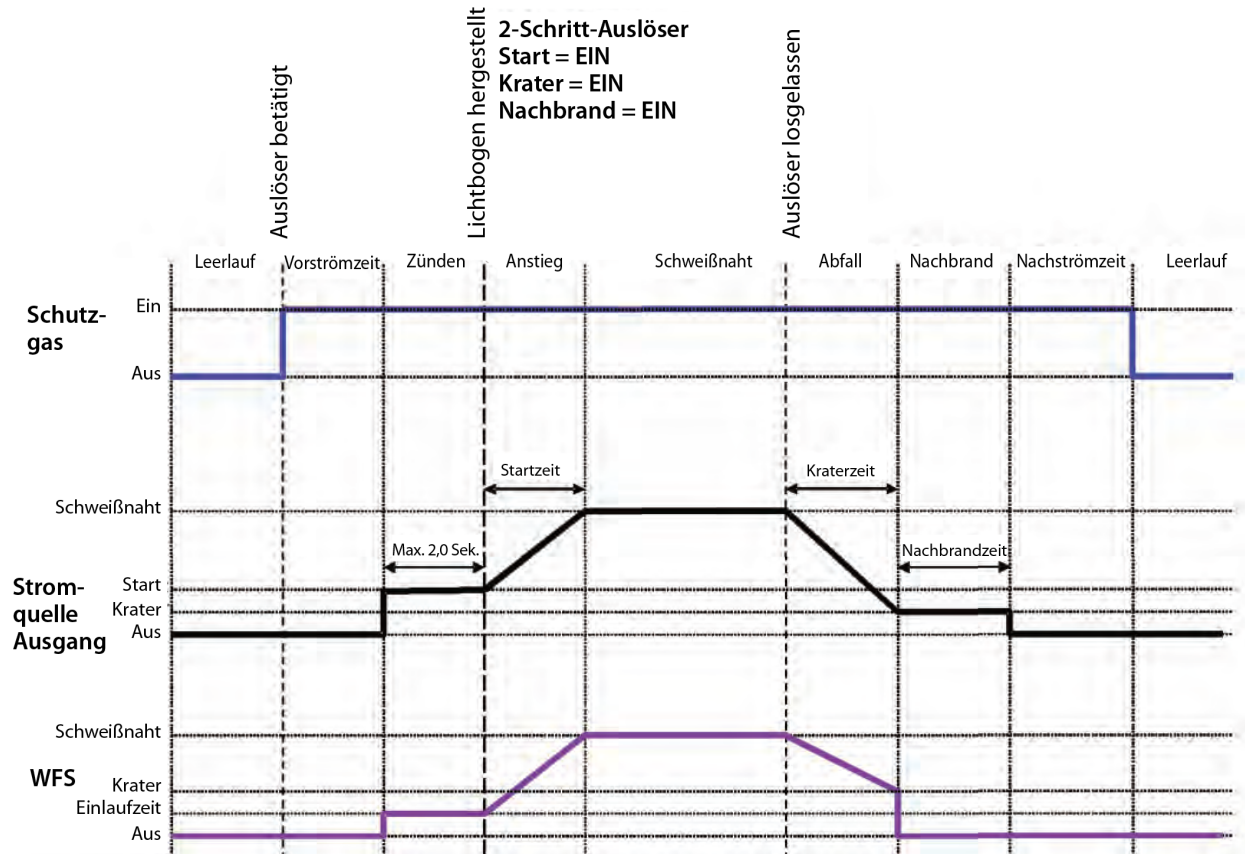 2-Schritt-Auslöser
Start = EIN
Krater = EIN
Nachbrand = EIN
Auslöser betätigt
Lichtbogen hergestellt
Auslöser losgelassen
Leerlauf
Vorströmzeit
Zünden
Anstieg
Schweißnaht
Abfall
Nachbrand
Nachströmzeit
Leerlauf
Schutz-
gas
Ein
Aus
Startzeit
Kraterzeit
Schweißnaht
Max. 2,0 Sek.
Nachbrandzeit
Strom-
quelle
Ausgang
Start
Krater
Aus
Schweißnaht
WFS
Krater
Einlaufzeit
Aus